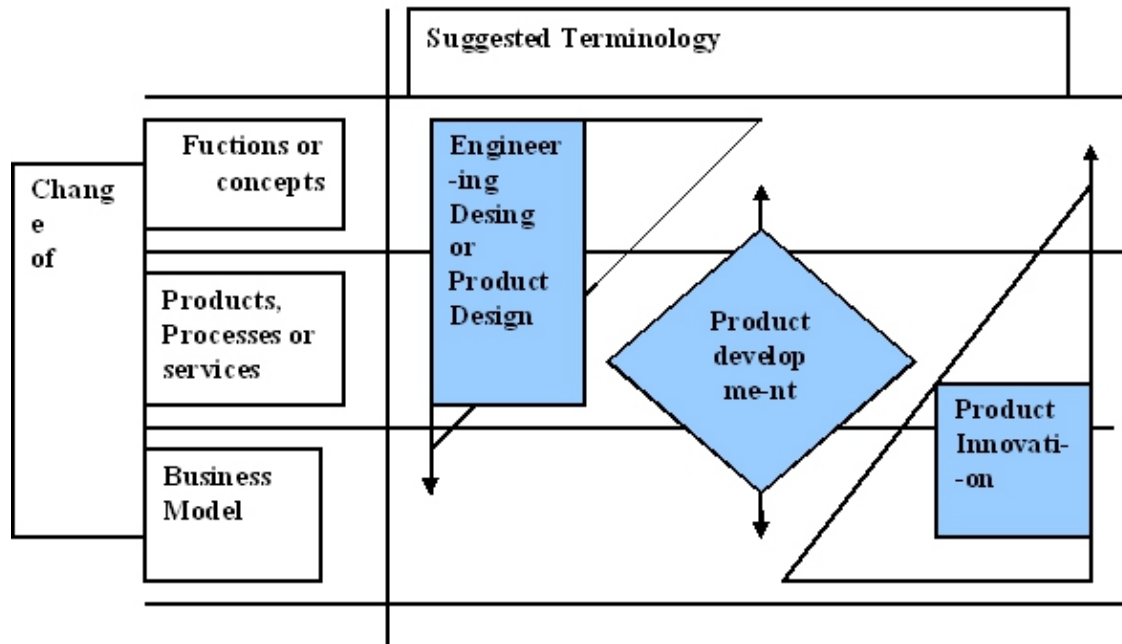 Suggested Terminology
Chang
e
of
Fuctions or
concepts
Products,
Processes or
services
Business
Model
Engineer
-ing
Desing
or
Product
Design
Product
develop
me-nt
Product
Innovati-
-on